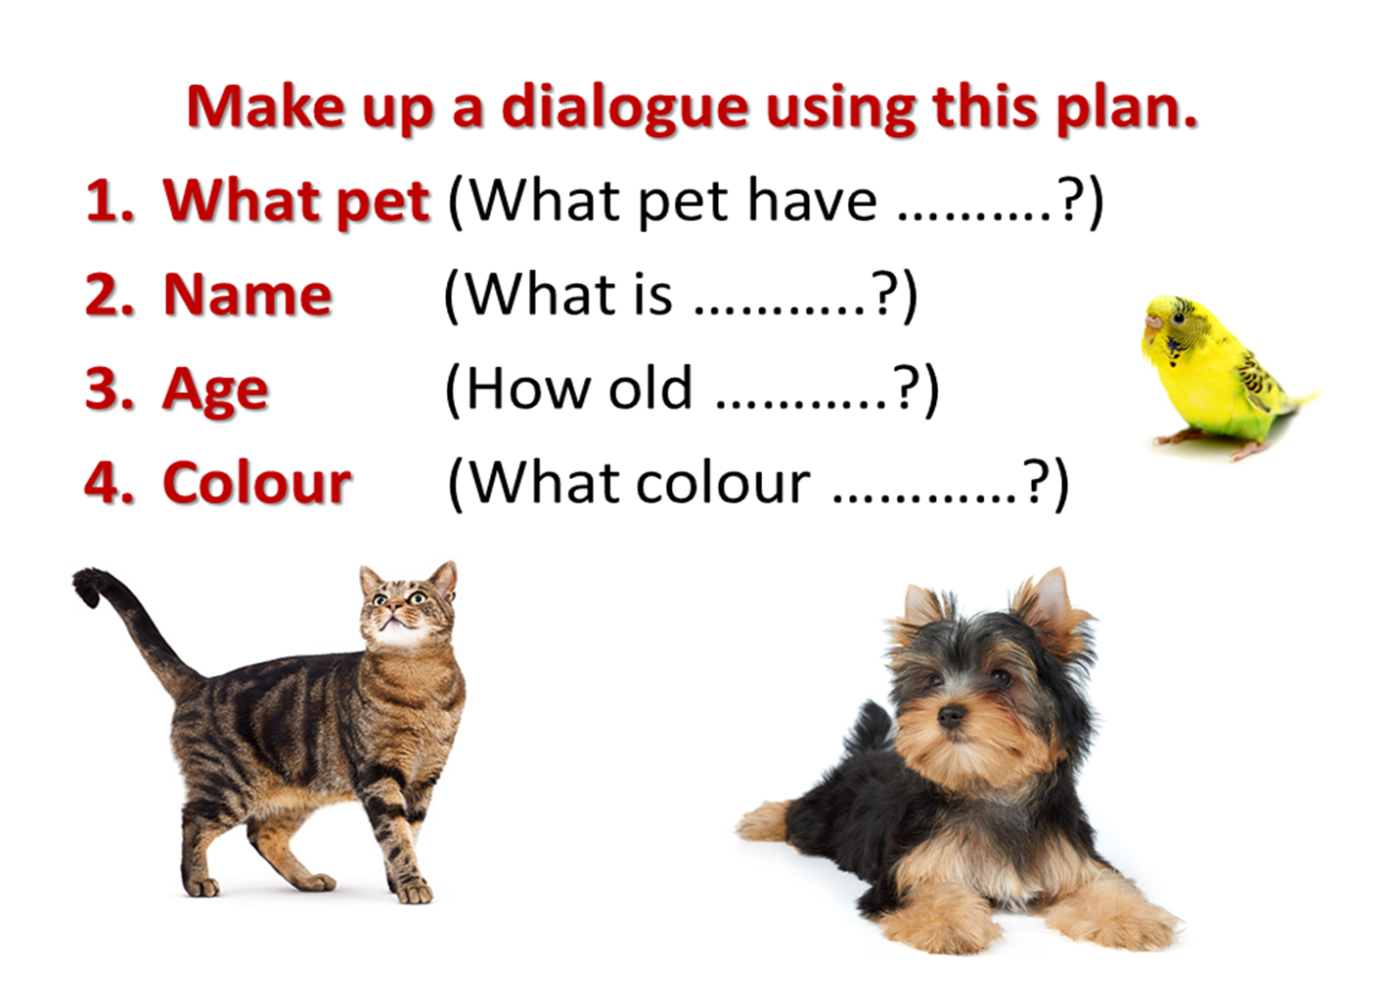 Make up a dialogue using this plan.
1. What pet (What pet have ……….?)
2. Name (What is ………..?)
3. Age (How old ………..?)
4. Colour (What colour …………?)